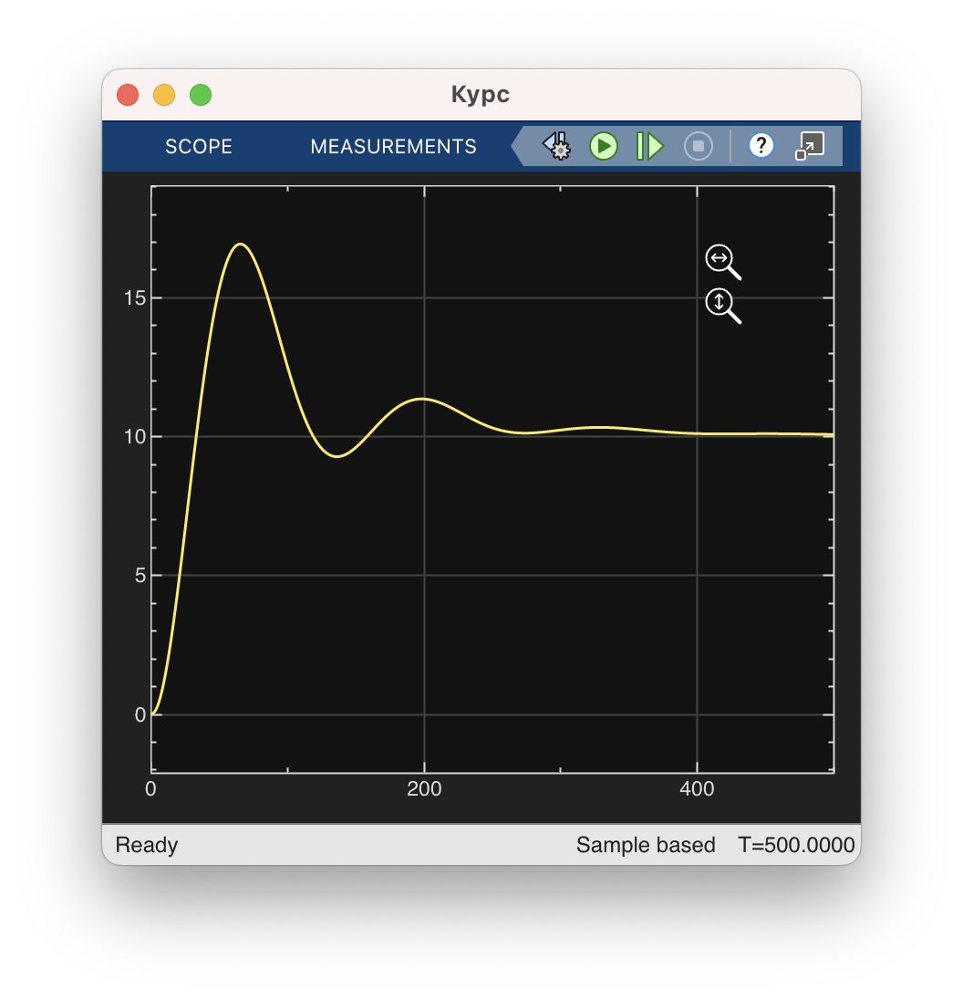 Курс
SCOPE MEASUREMENTS ?
15
10
5
0
0 200 400
Ready Sample based T=500.0000